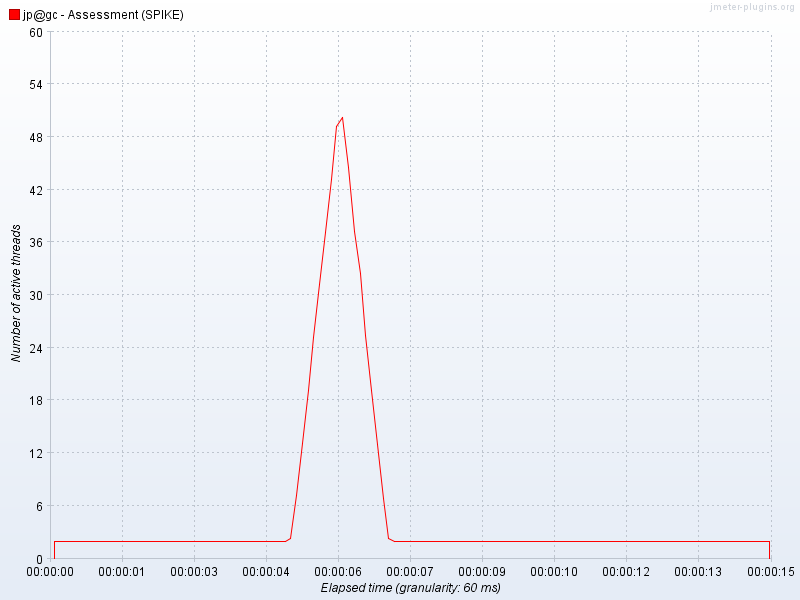 jp@gc - Assessment (SPIKE)
jmeter-plugins.org
60
54
48
42
36
30
24
18
12
6
0
Number of active threads
00:00:00 00:00:01 00:00:03 00:00:04 00:00:06 00:00:07 00:00:09 00:00:10 00:00:12 00:00:13 00:00:15
Elapsed time (granularity: 60 ms)